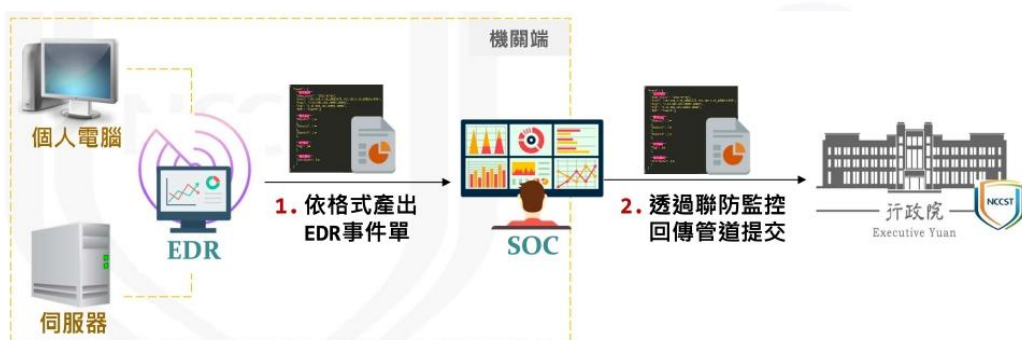 機關端
個人電腦
EDR
伺服器
1. 依格式產出
EDR事件單
SOC
2. 透過聯防監控
回傳管道提交
行政院
Executive Yuan
NCCST